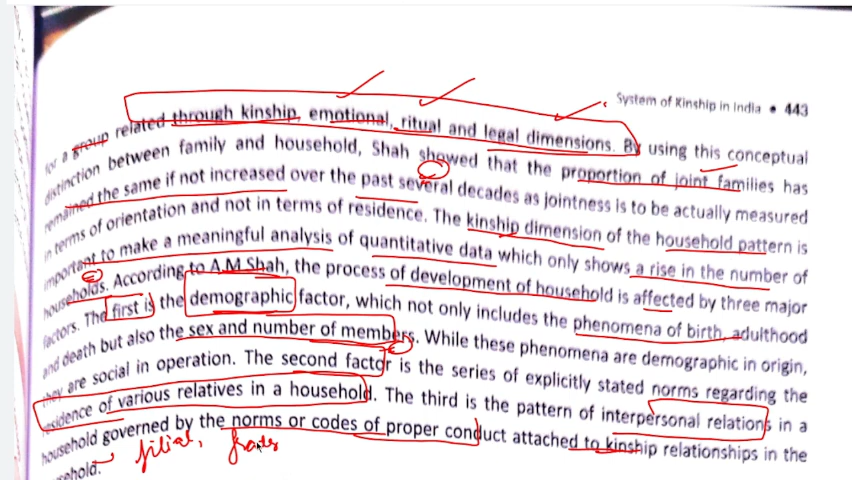 System of Kinship in India • 443
for a group related through kinship, emotional, ritual and legal dimensions. By using this conceptual
distinction between family and household, Shah showed that the proportion of joint families has
remained the same if not increased over the past several decades as jointness is to be actually measured
in terms of orientation and not in terms of residence. The kinship dimension of the household pattern is
important to make a meaningful analysis of quantitative data which only shows a rise in the number of
households. According to A.M. Shah, the process of development of household is affected by three major
factors. The first is the demographic factor, which not only includes the phenomena of birth, adulthood
and death but also the sex and number of members. While these phenomena are demographic in origin,
they are social in operation. The second factor is the series of explicitly stated norms regarding the
residence of various relatives in a household. The third is the pattern of interpersonal relations in a
household governed by the norms or codes of proper conduct attached to kinship relationships in the
household.
filial,